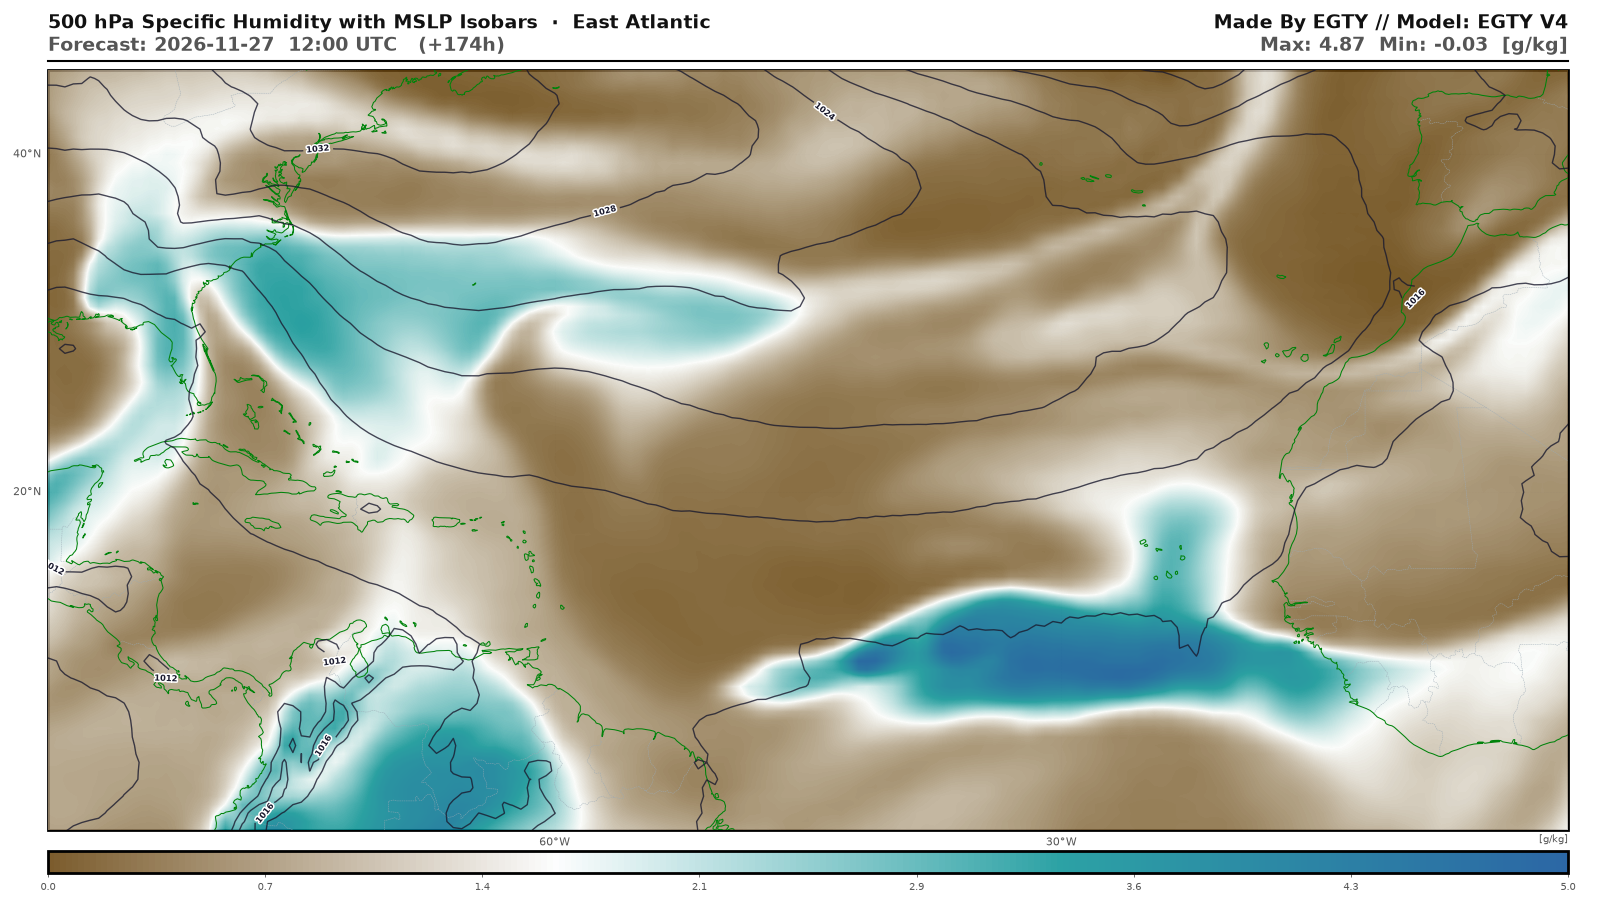 500 hPa Specific Humidity with MSLP Isobars · East Atlantic
Made By EGTY // Model: EGTY V4
Forecast: 2026-11-27 12:00 UTC (+174h)
Max: 4.87 Min: -0.03 [g/kg]
1024
1032
40°N
1028
1016
20°N
012
1012
1012
1016
1016
60°W
30°W
[g/kg]
0.0
0.7
1.4
2.1
2.9
3.6
4.3
5.0